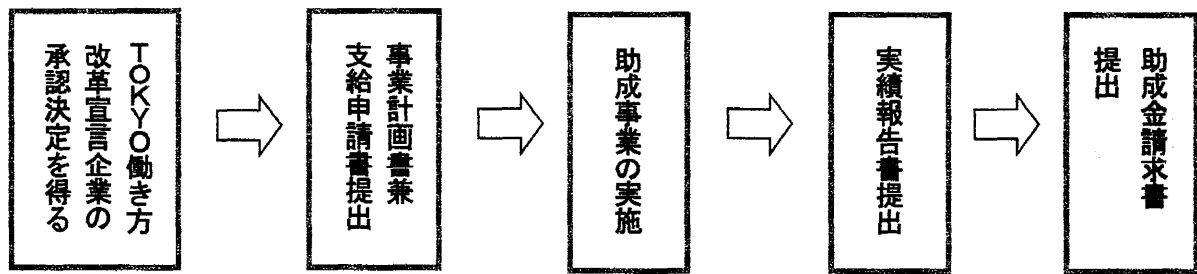 TOKYO働き方
改革宣言企業の
承認決定を得る
事業計画書兼
支給申請書提出
助成事業の実施
実績報告書提出
助成金請求書
提出